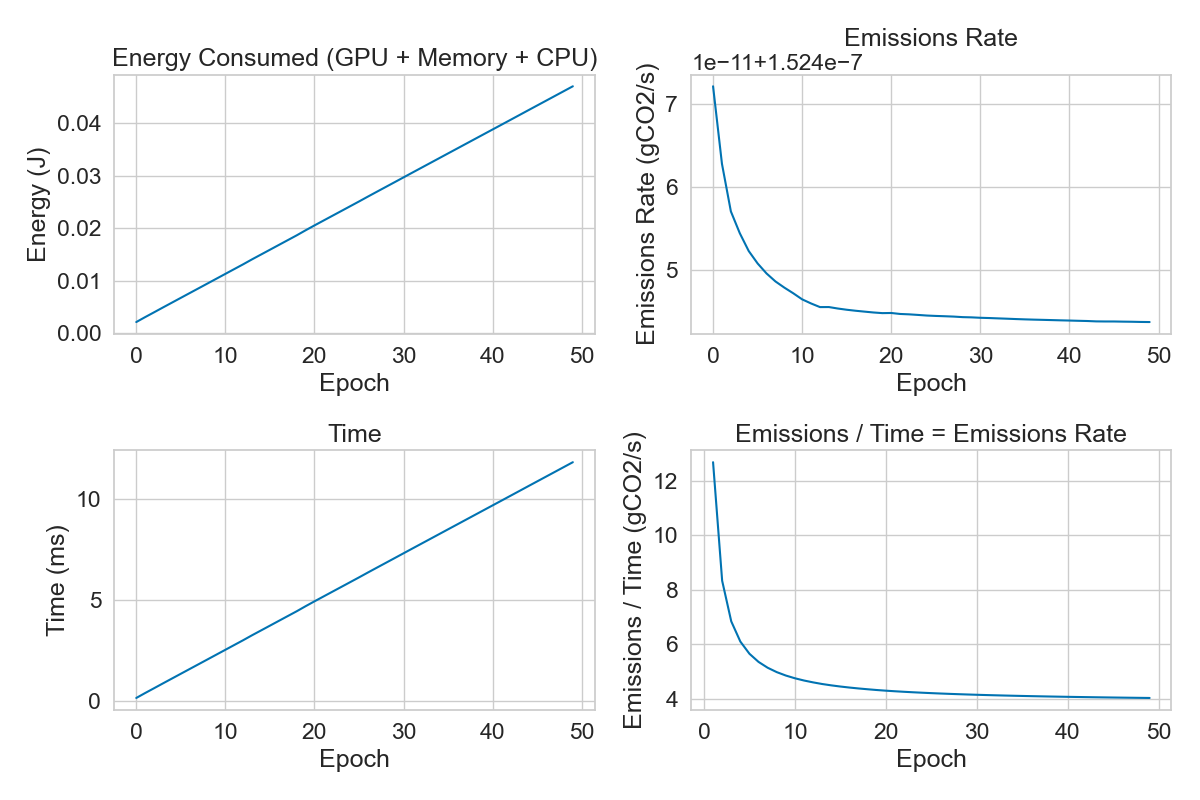 Energy Consumed (GPU + Memory + CPU)
Energy (J)
0.04
0.03
0.02
0.01
0.00
0 10 20 30 40 50
Epoch
Emissions Rate
1e−11+1.524e−7
Emissions Rate (gCO2/s)
7
6
5
0 10 20 30 40 50
Epoch
Time
Time (ms)
10
5
0
0 10 20 30 40 50
Epoch
Emissions / Time = Emissions Rate
Emissions / Time (gCO2/s)
12
10
8
6
4
0 10 20 30 40 50
Epoch